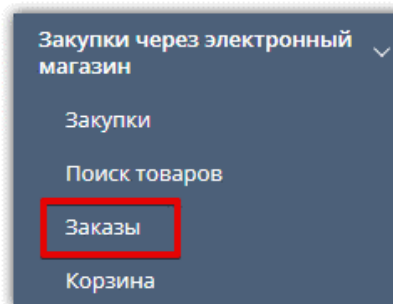 Закупки через электронный
магазин
Закупки
Поиск товаров
Заказы
Корзина